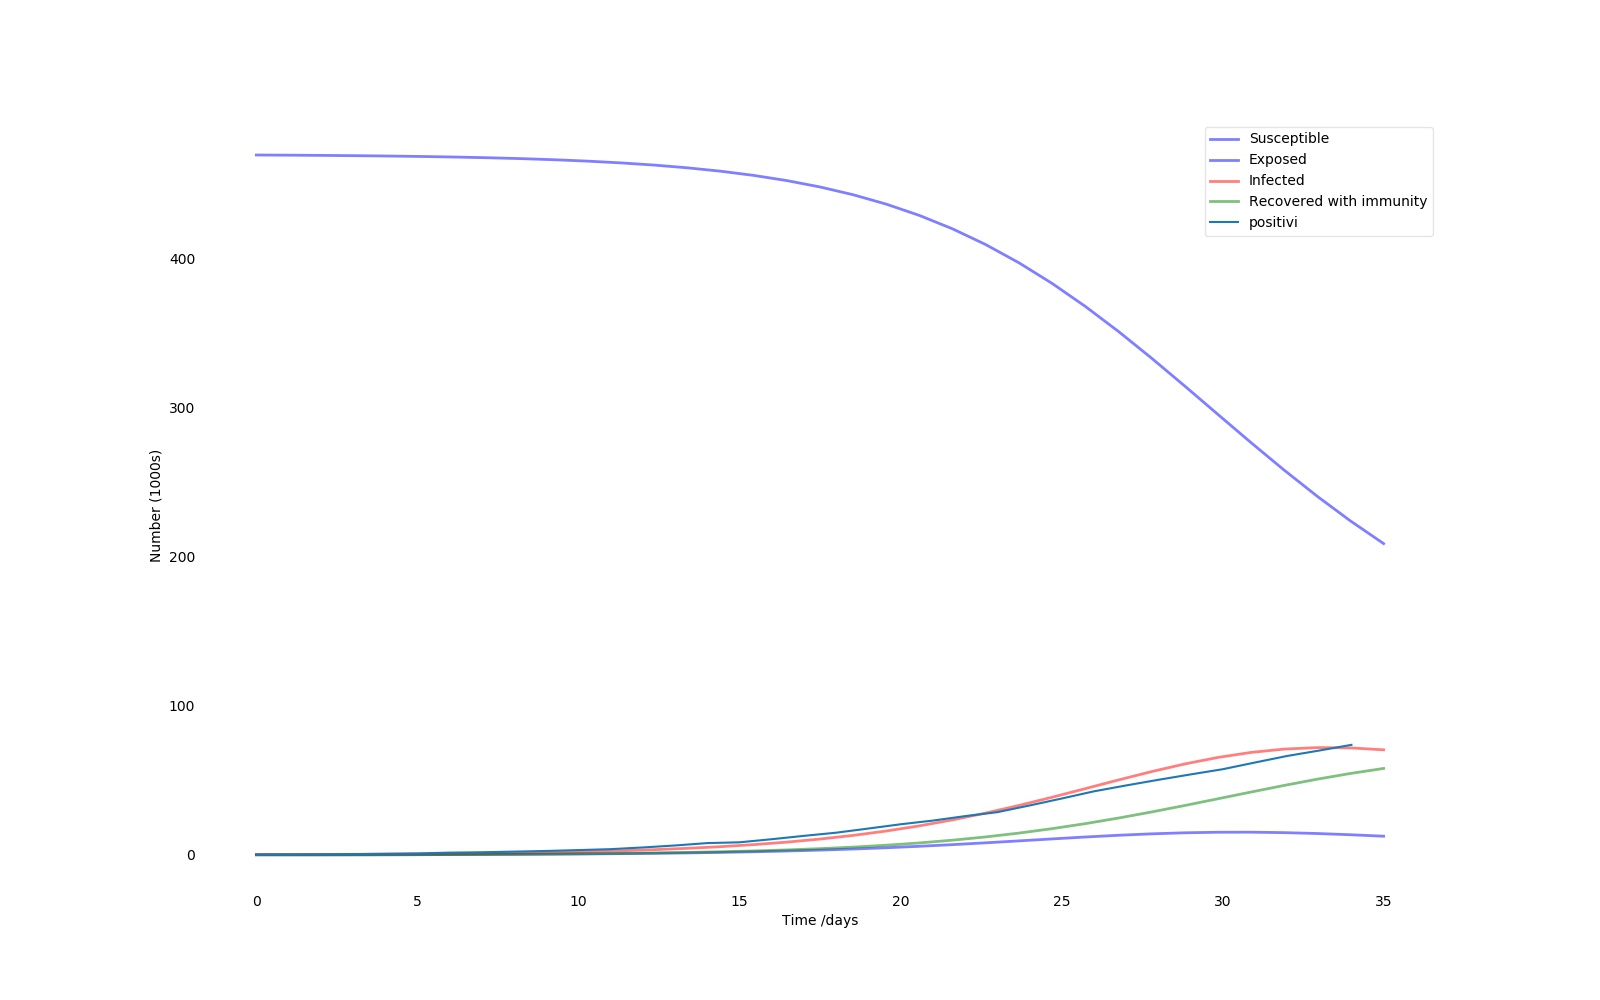 Susceptible
Exposed
Infected
Recovered with immunity
positivi
400
300
200
100
0
Number (1000s)
0 5 10 15 20 25 30 35
Time /days